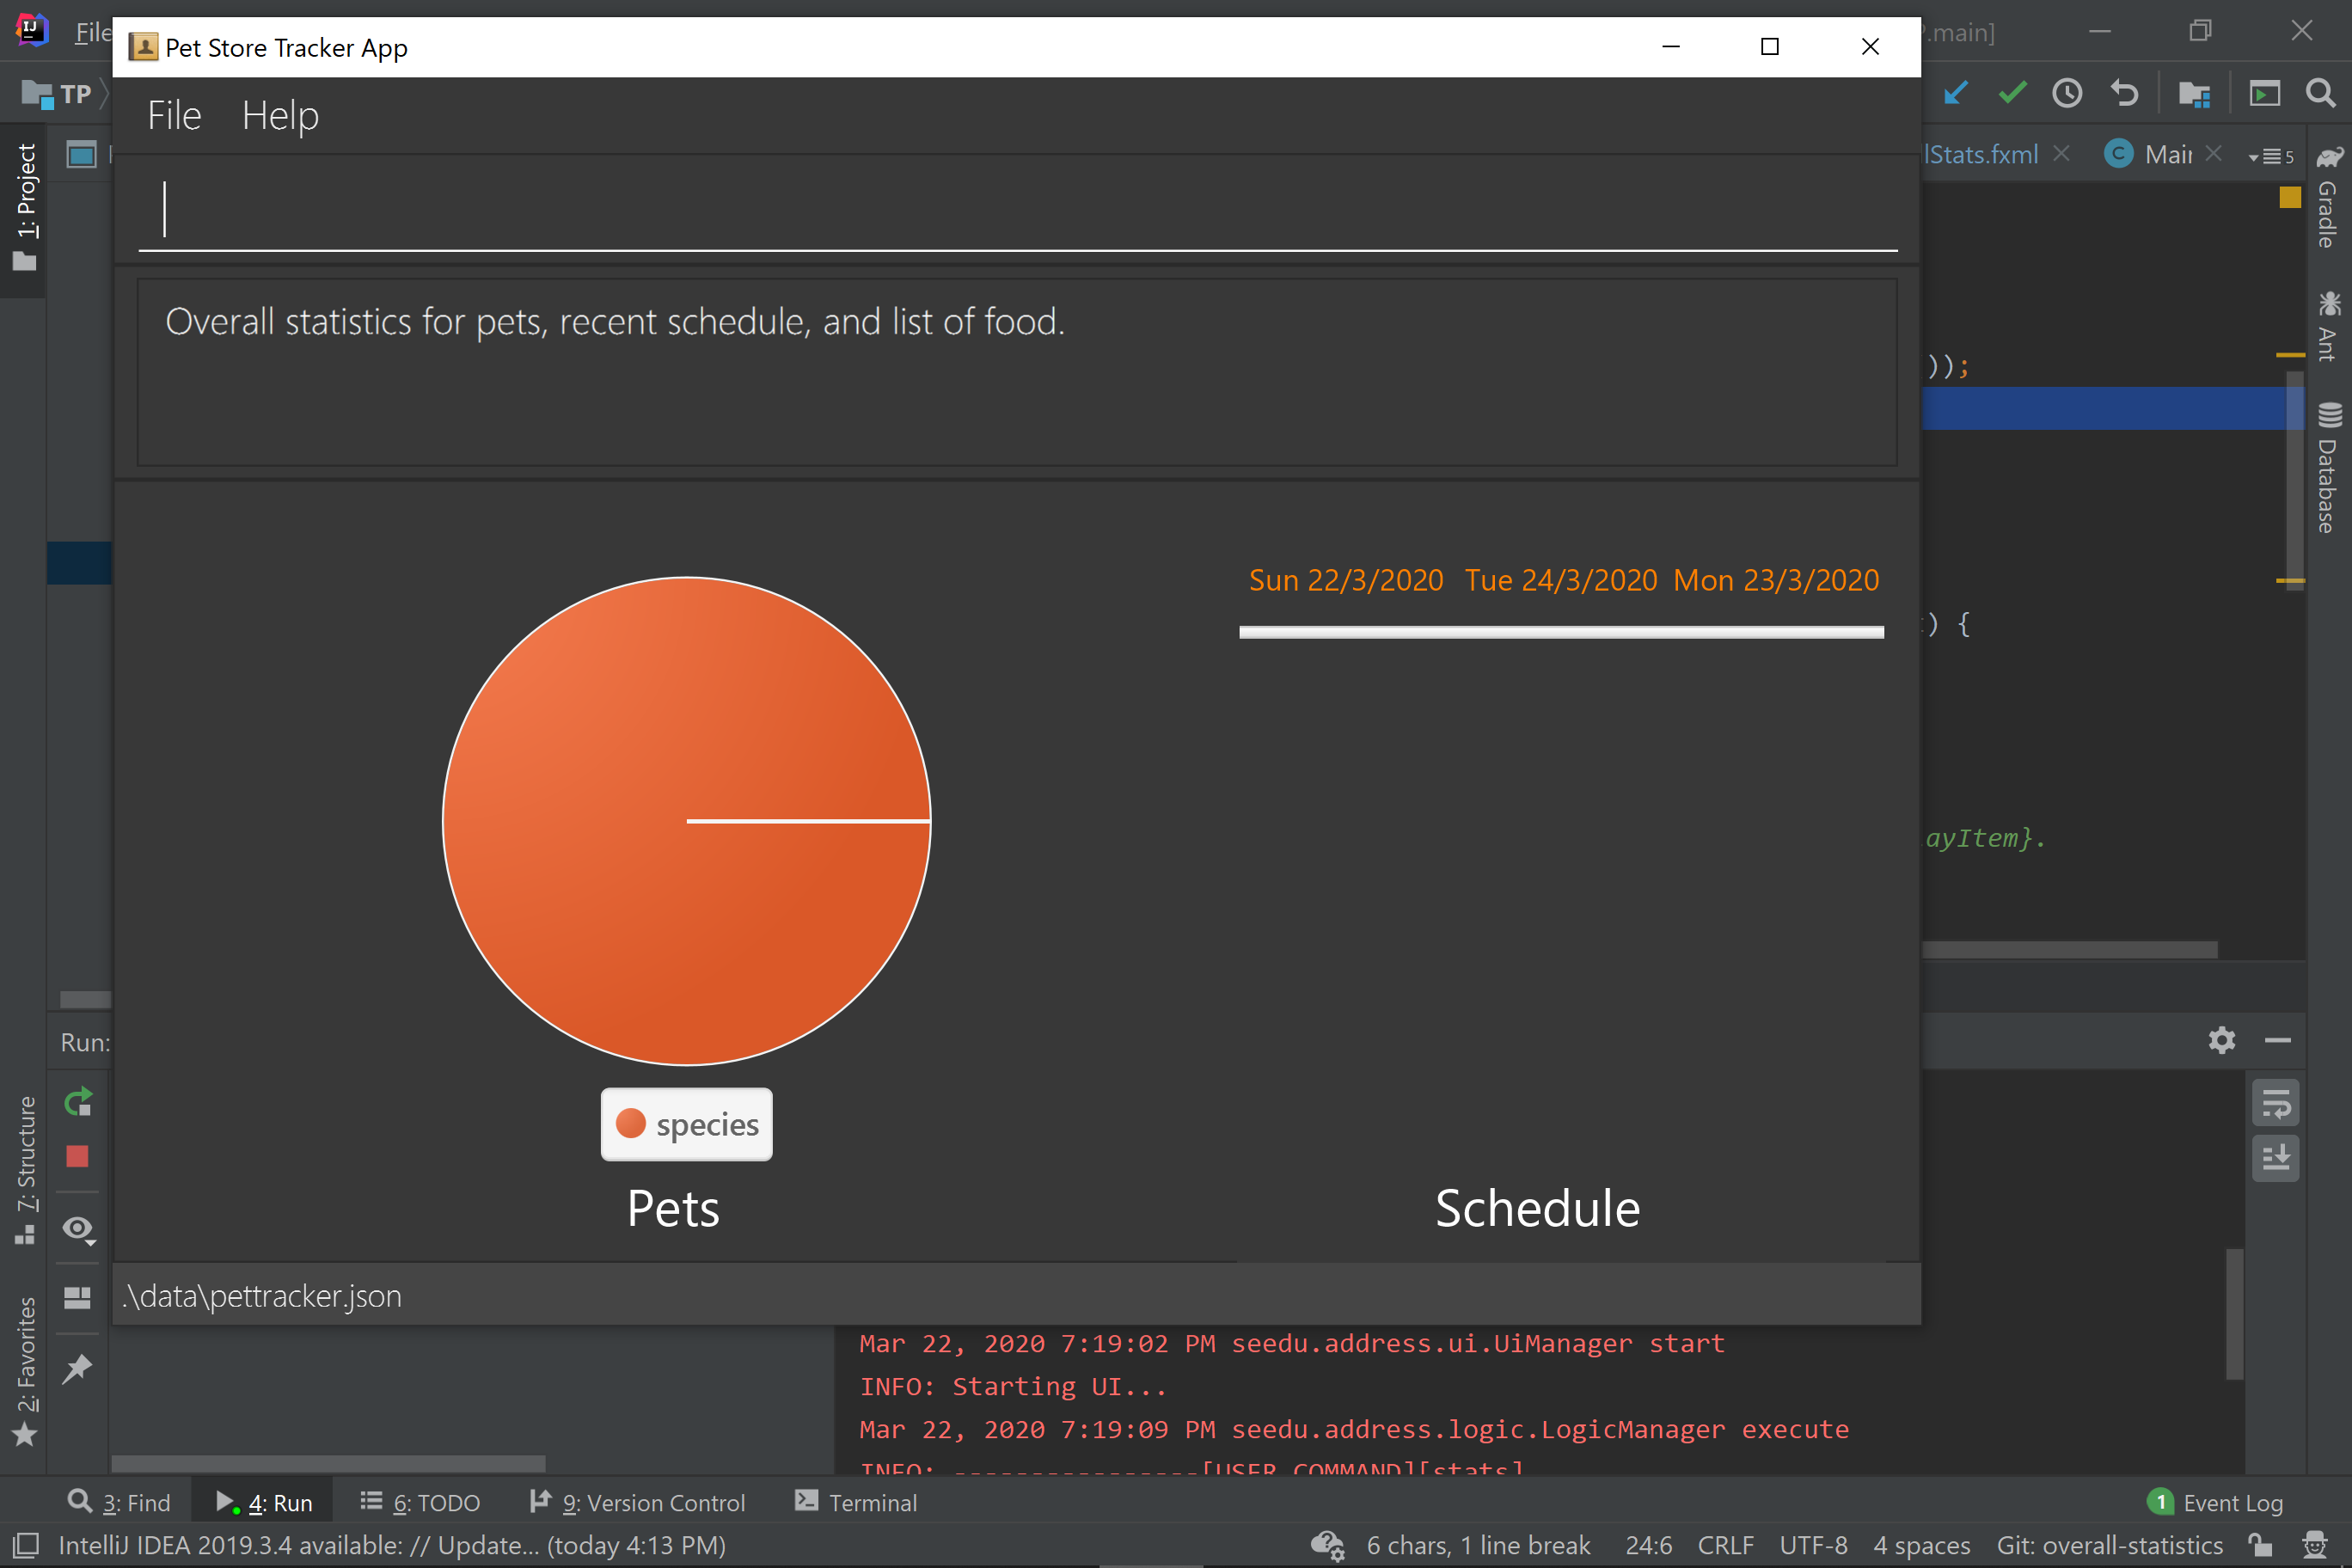 File
.main]
Pet Store Tracker App
TP
File Help
lStats.fxml
Main
5
1: Project
Gradle
Ant
Database
Overall statistics for pets, recent schedule, and list of food.
));
) {
ayItem}.
Sun 22/3/2020 Tue 24/3/2020 Mon 23/3/2020
species
Pets
Schedule
.\data\pettracker.json
Run:
7: Structure
2: Favorites
Mar 22, 2020 7:19:02 PM seedu.address.ui.UiManager start
INFO: Starting UI...
Mar 22, 2020 7:19:09 PM seedu.address.logic.LogicManager execute
INFO: ----------------[USER COMMAND][stats]
3: Find
4: Run
6: TODO
9: Version Control
Terminal
1 Event Log
IntelliJ IDEA 2019.3.4 available: // Update... (today 4:13 PM)
6 chars, 1 line break 24:6 CRLF UTF-8 4 spaces Git: overall-statistics